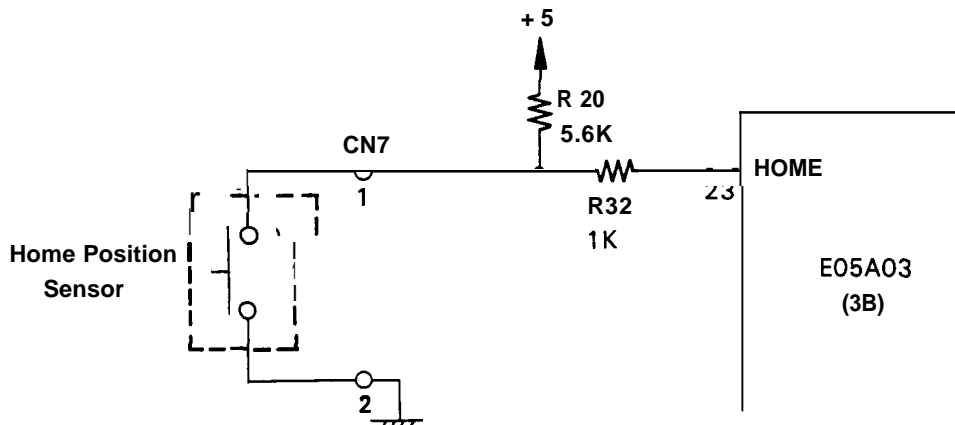 + 5
R 20
5.6K
CN7
1
HOME
23
R32
1K
Home Position
Sensor
E05A03
(3B)
2